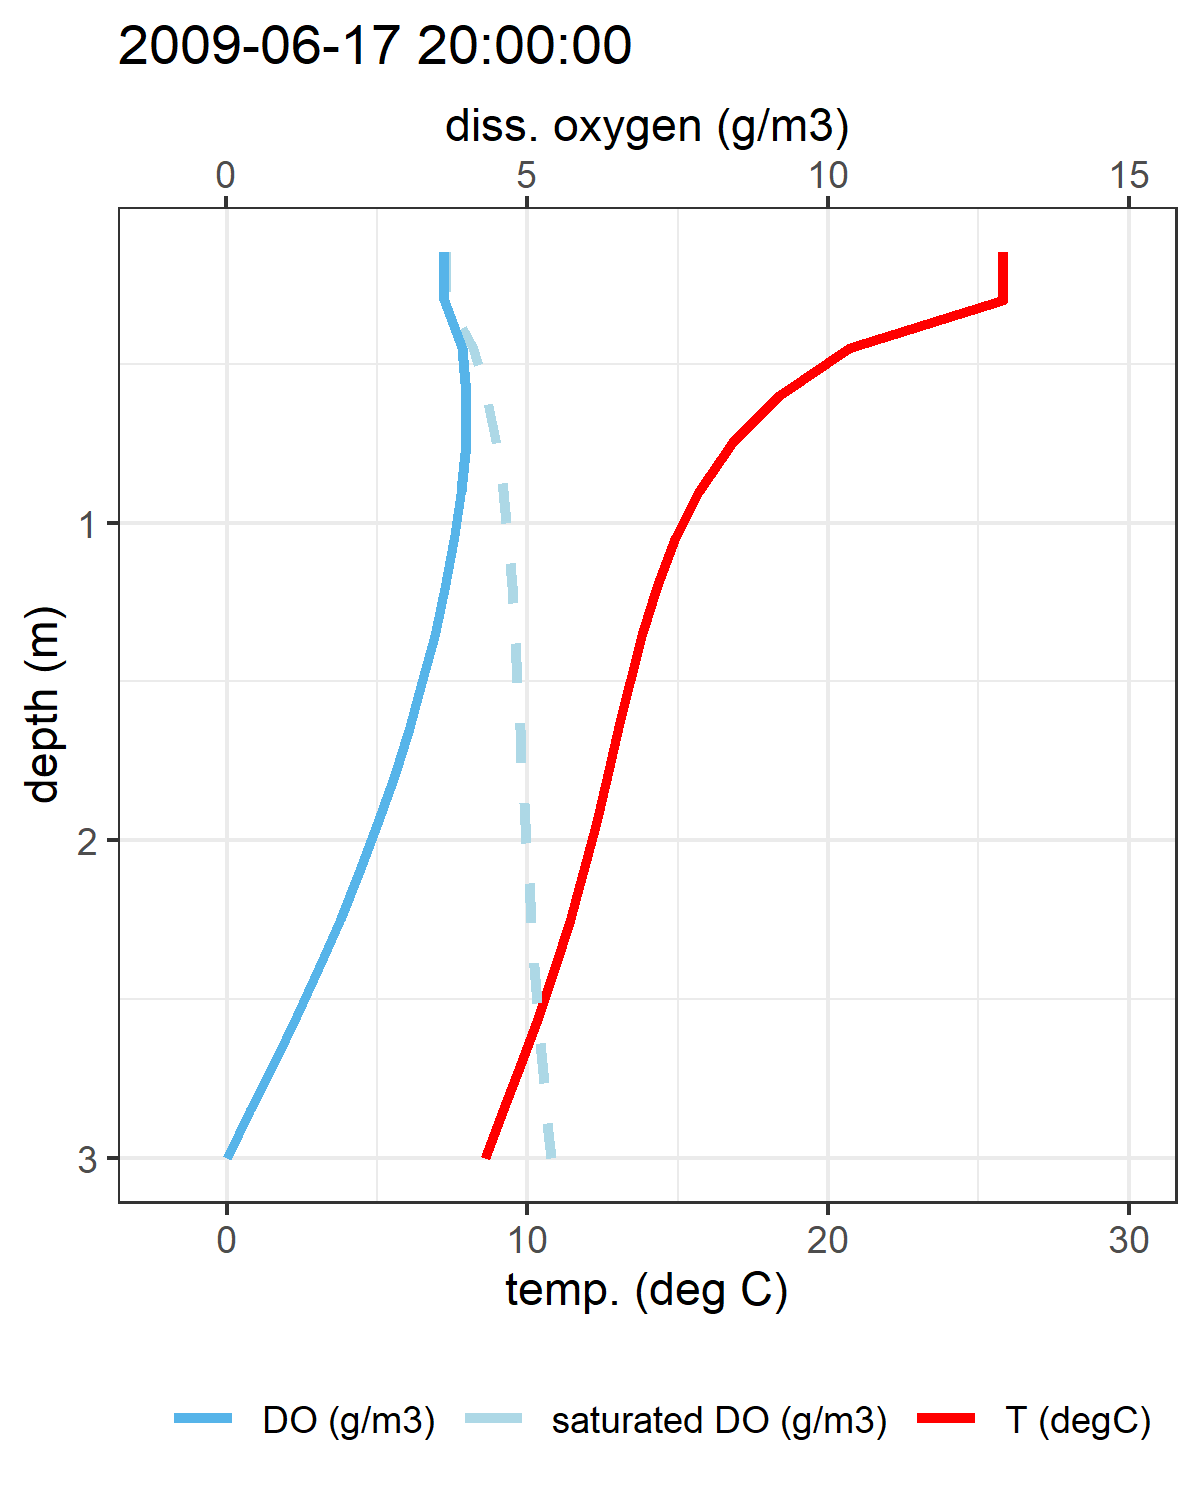 2009-06-17 20:00:00
diss. oxygen (g/m3)
0 5 10 15
depth (m)
1
2
3
0 10 20 30
temp. (deg C)
DO (g/m3) saturated DO (g/m3) T (degC)